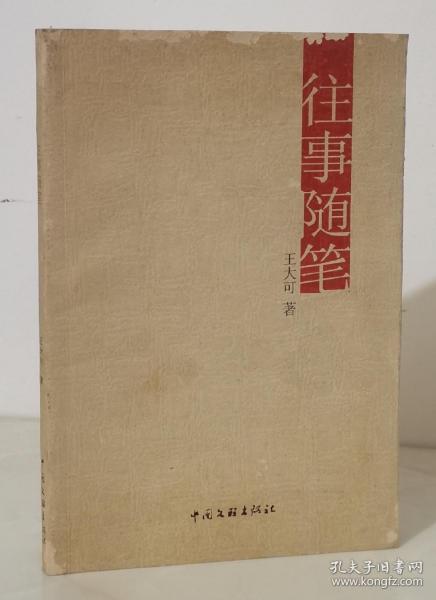 往事随笔
王大可 著
中国文联出版社
孔夫子旧书网
www.kongfz.com